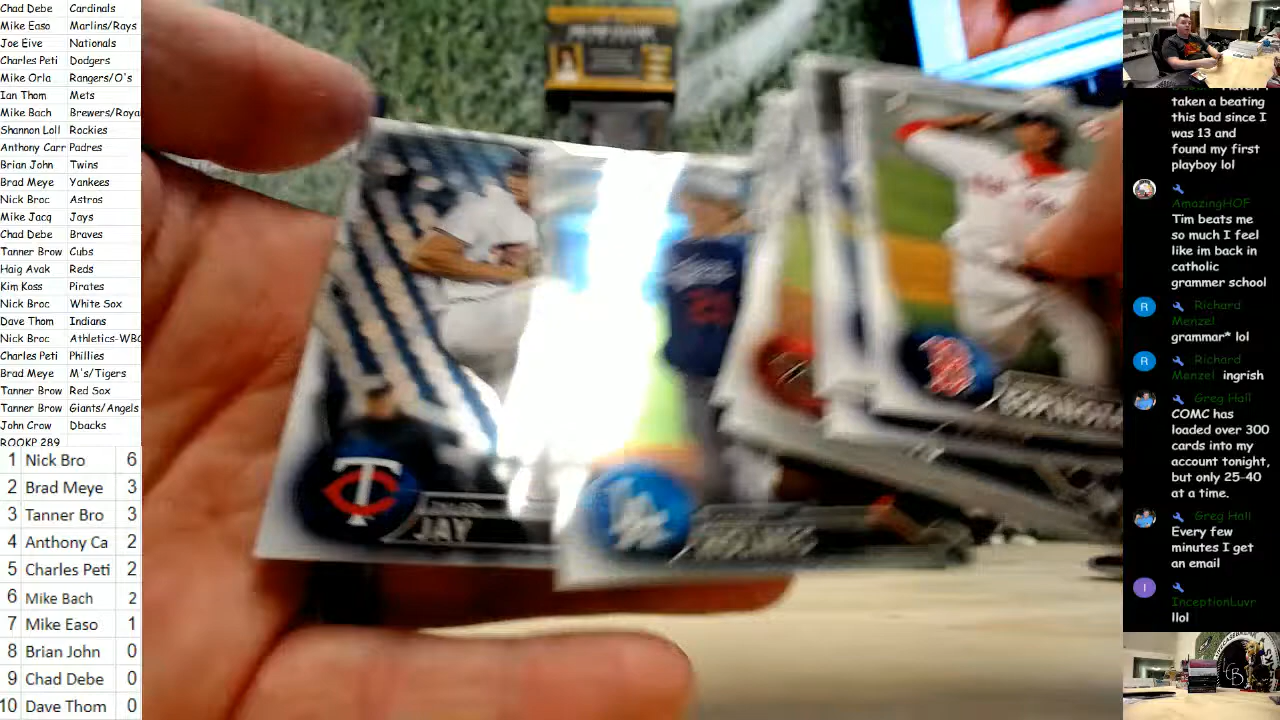 Chad Debe Cardinals
Mike Easo Marlins/Rays
Joe Eive Nationals
Charles Peti Dodgers
Mike Orla Rangers/O's
Ian Thom Mets
Mike Bach Brewers/Roya
Shannon Loll Rockies
Anthony Carr Padres
Brian John Twins
Brad Meye Yankees
Nick Broc Astros
Mike Jacq Jays
Chad Debe Braves
Tanner Brow Cubs
Haig Avak Reds
Kim Koss Pirates
Nick Broc White Sox
Dave Thom Indians
Nick Broc Athletics-WBC
Charles Peti Phillies
Brad Meye M's/Tigers
Tanner Brow Red Sox
Tanner Brow Giants/Angels
John Crow Dbacks
ROOKP 289
1 Nick Bro 6
2 Brad Meye 3
3 Tanner Bro 3
4 Anthony Ca 2
5 Charles Peti 2
6 Mike Bach 2
7 Mike Easo 1
8 Brian John 0
9 Chad Debe 0
10 Dave Thom 0
TC
JAY
LA
B
taken a beating
this bad since I
was 13 and
found my first
playboy lol
AmazingHOF
Tim beats me
so much I feel
like im back in
catholic
grammer school
R Richard
Menzel
grammar* lol
R Richard
Menzel ingrish
Greg Hall
COMC has
loaded over 300
cards into my
account tonight,
but only 25-40
at a time.
Greg Hall
Every few
minutes I get
an email
I
InceptionLuvr
llol